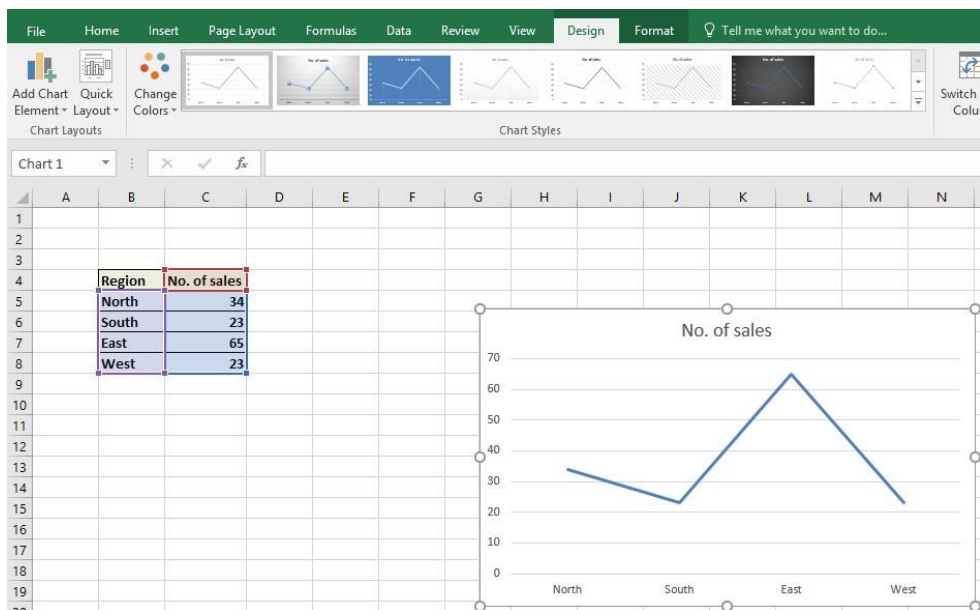 File Home Insert Page Layout Formulas Data Review View Design Format Tell me what you want to do...
Add Chart Quick Change Switch
Element Layout Colors Colu
Chart Layouts Chart Styles
Chart 1 fx
A B C D E F G H I J K L M N
1
2
3
4 Region No. of sales
5 North 34
6 South 23
7 East 65
8 West 23
9
10
11
12
13
14
15
16
17
18
19
No. of sales
70
60
50
40
30
20
10
0
North South East West